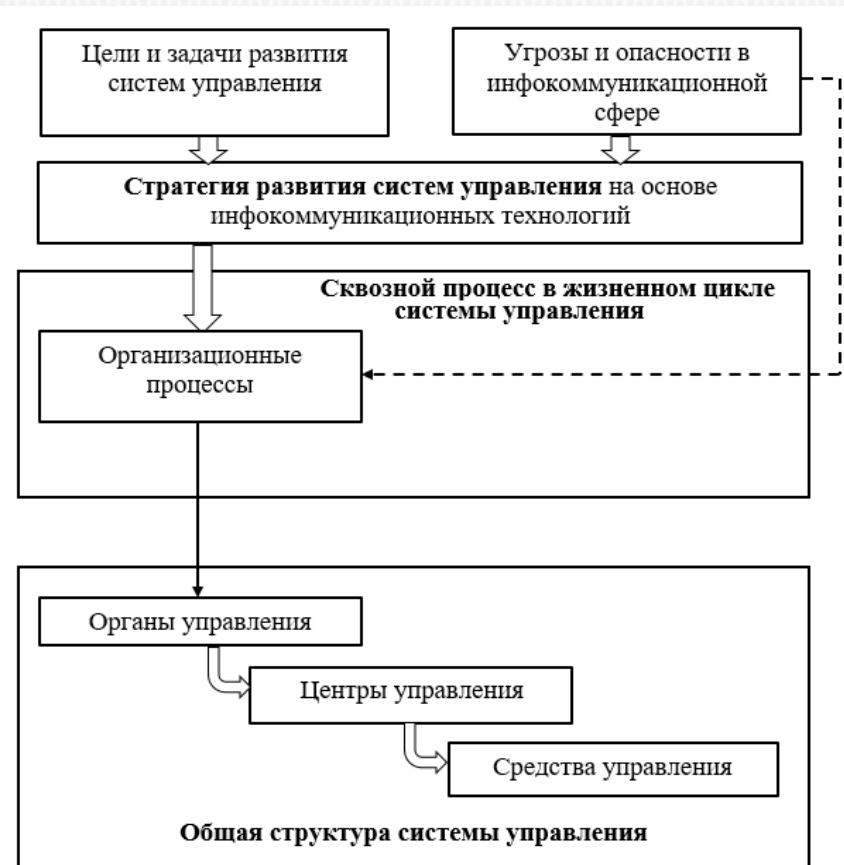 Цели и задачи развития
систем управления
Угрозы и опасности в
инфокоммуникационной
сфере
Стратегия развития систем управления на основе
инфокоммуникационных технологий
Сквозной процесс в жизненном цикле
системы управления
Организационные
процессы
Органы управления
Центры управления
Средства управления
Общая структура системы управления